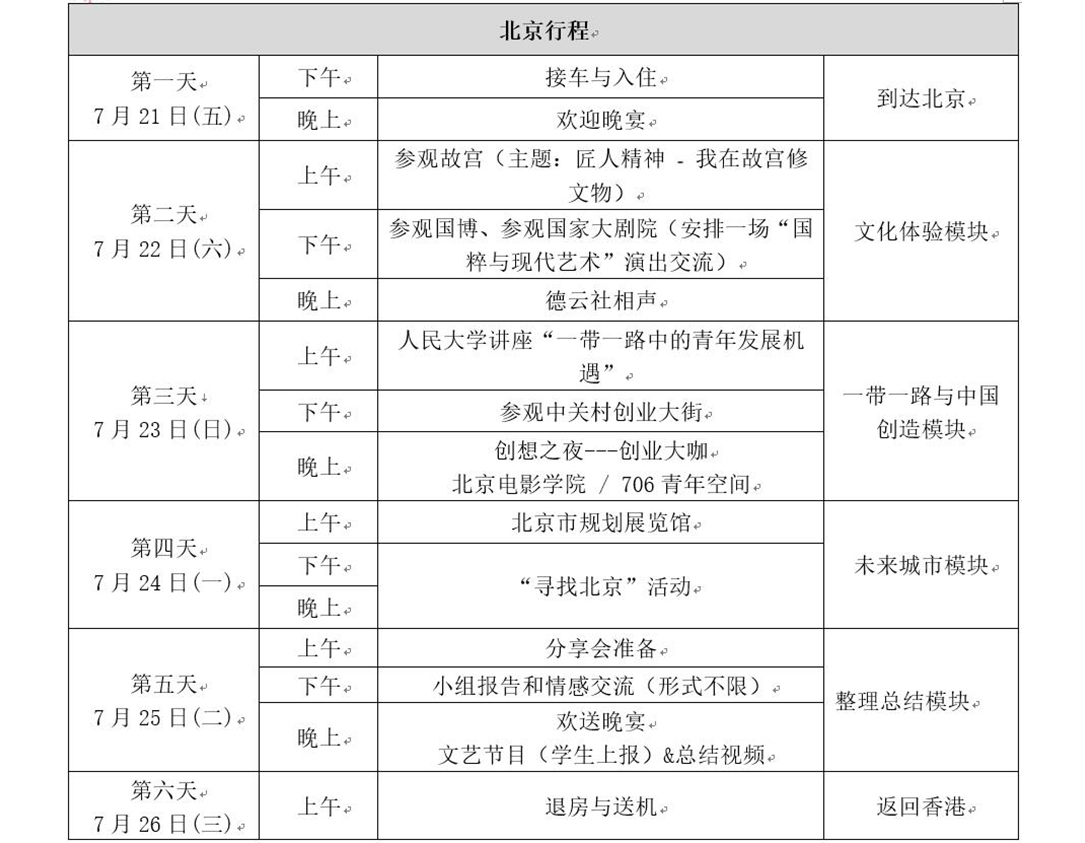 北京行程
第一天
7月21日(五)
下午
接车与入住
到达北京
晚上
欢迎晚宴
第二天
7月22日(六)
上午
参观故宫（主题：匠人精神 - 我在故宫修
文物）
文化体验模块
下午
参观国博、参观国家大剧院（安排一场“国
粹与现代艺术”演出交流）
晚上
德云社相声
第三天
7月23日(日)
上午
人民大学讲座“一带一路中的青年发展机
遇”
一带一路与中国
创造模块
下午
参观中关村创业大街
晚上
创想之夜---创业大咖
北京电影学院 / 706青年空间
第四天
7月24日(一)
上午
北京市规划展览馆
未来城市模块
下午
“寻找北京”活动
晚上
第五天
7月25日(二)
上午
分享会准备
整理总结模块
下午
小组报告和情感交流（形式不限）
晚上
欢送晚宴
文艺节目（学生上报）&总结视频
第六天
7月26日(三)
上午
退房与送机
返回香港